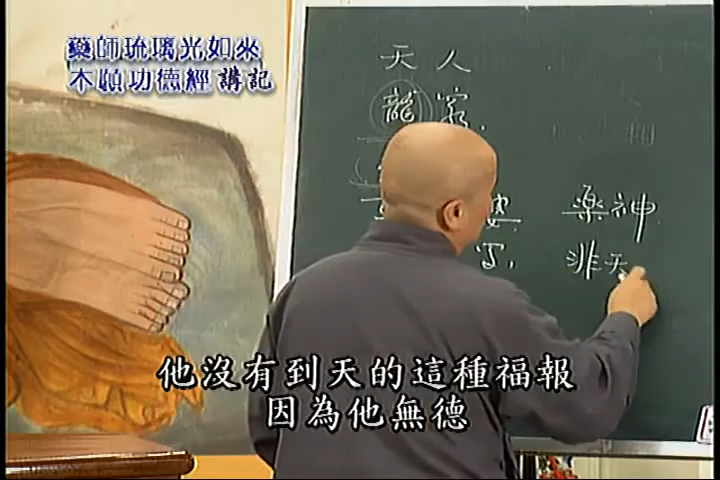 藥師琉璃光如來
本願功德經 講記
天 人
龍 家.
樂神
非天
他沒有到天的這種福報
因為他無德